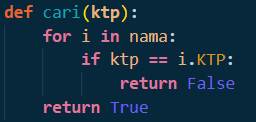 def cari(ktp):
    for i in nama:
        if ktp == i.KTP:
            return False
    return True